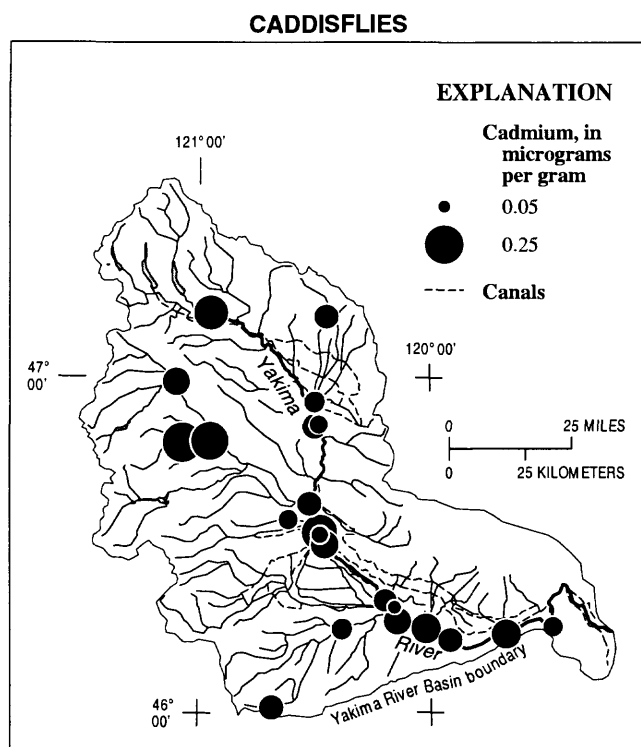 CADDISFLIES
EXPLANATION
Cadmium, in
micrograms
per gram
0.05
0.25
Canals
121° 00'
120° 00'
47°
00'
Yakima
0 25 MILES
0 25 KILOMETERS
River
Yakima River Basin boundary
46°
00'